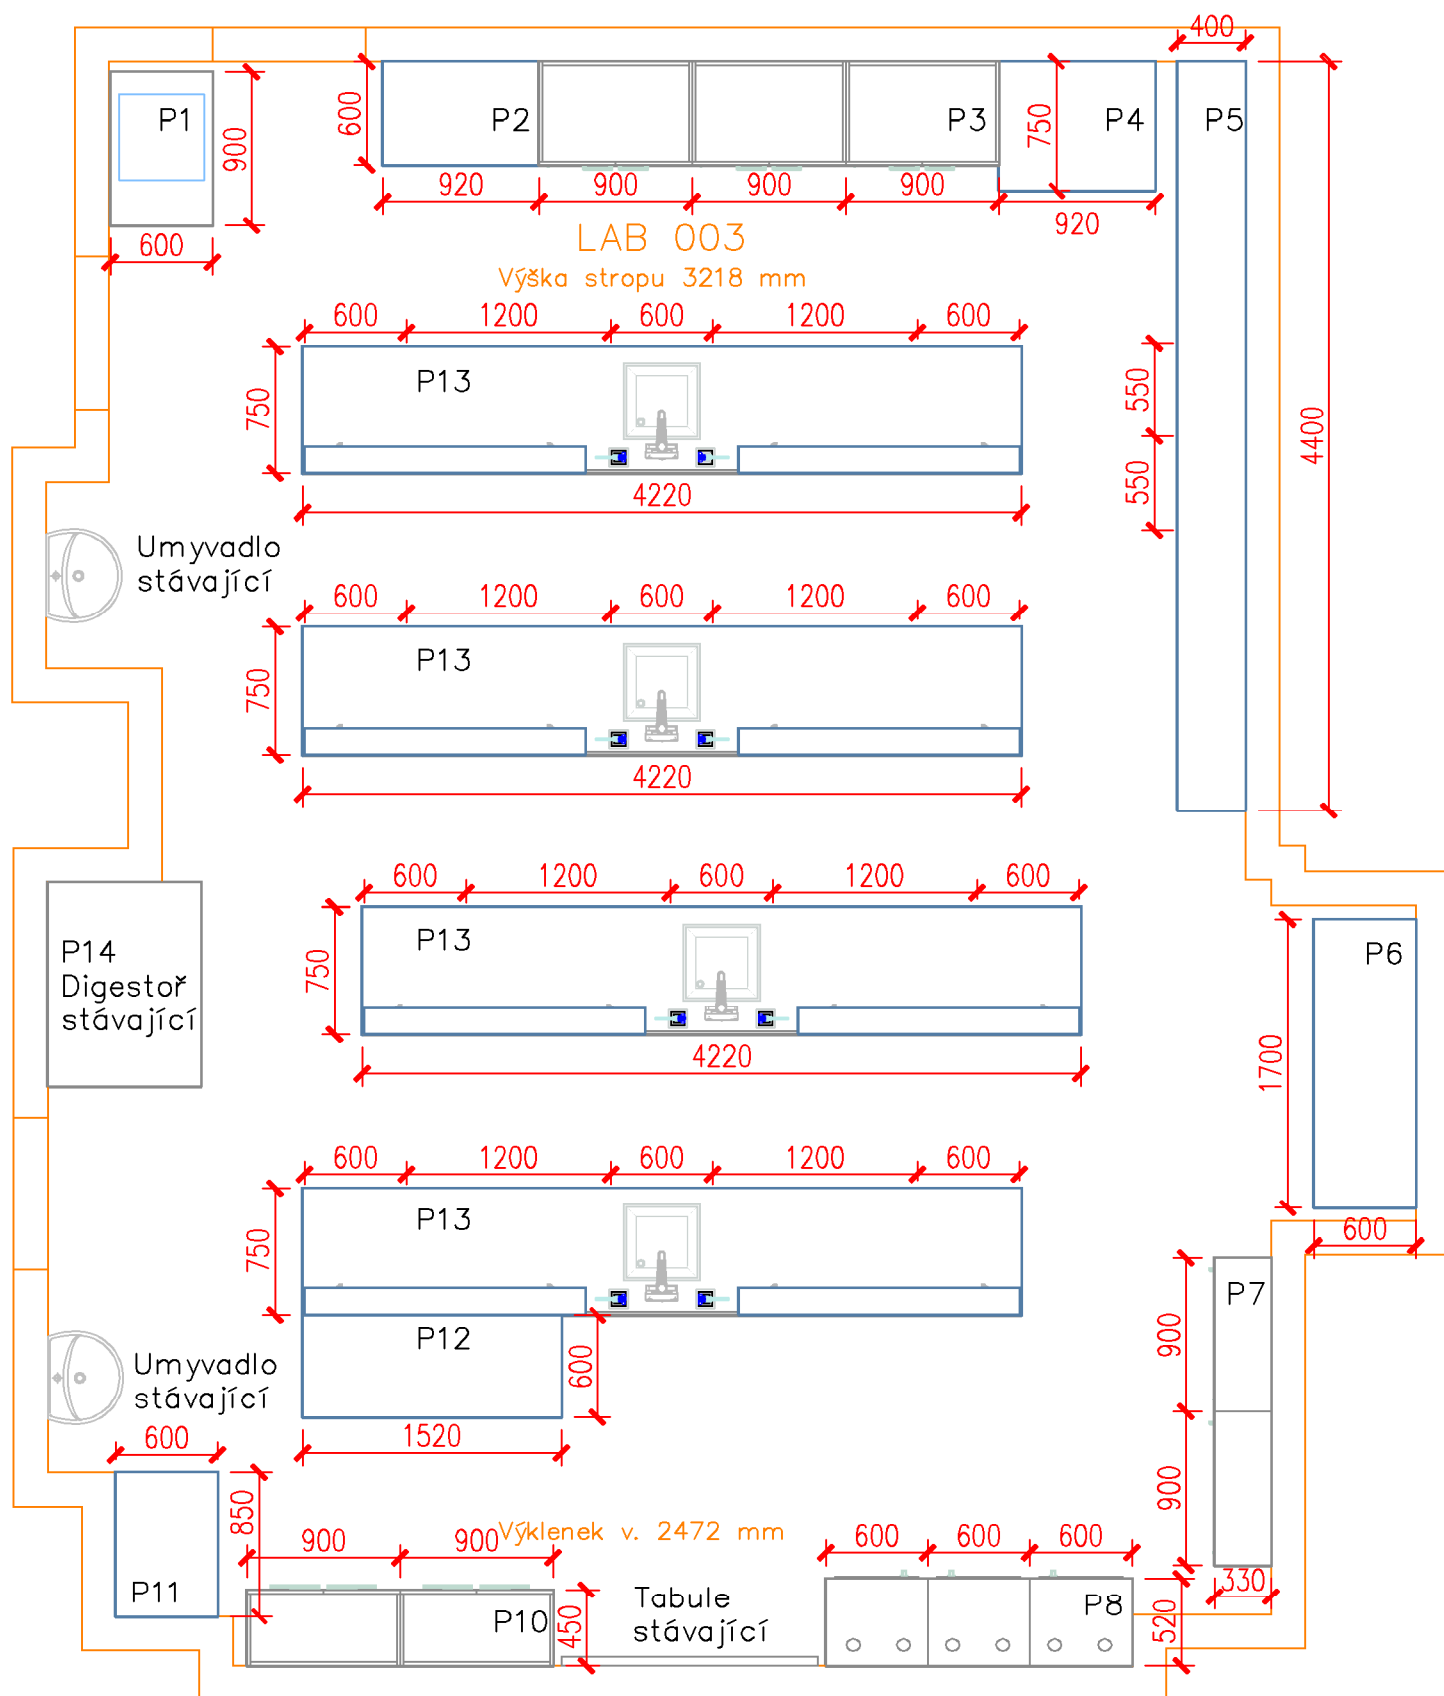 400
P1
P2
P3
P4
P5
600
900
750
920
900
900
900
920
600
LAB 003
Výška stropu 3218 mm
600
1200
600
1200
600
P13
750
550
550
4400
4220
Umyvadlo
stávající
600
1200
600
1200
600
P13
750
4220
600
1200
600
1200
600
P13
750
P14
Digestoř
stávající
P6
1700
4220
600
1200
600
1200
600
P13
750
600
P7
P12
600
900
Umyvadlo
stávající
1520
600
850
900
900
900
Výklenek v. 2472 mm
600
600
600
P11
P10
450
Tabule
stávající
P8
520
330